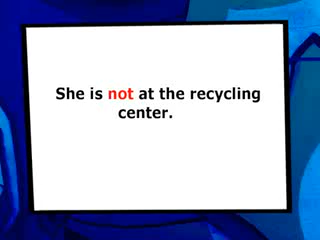 She is not at the recycling
center.